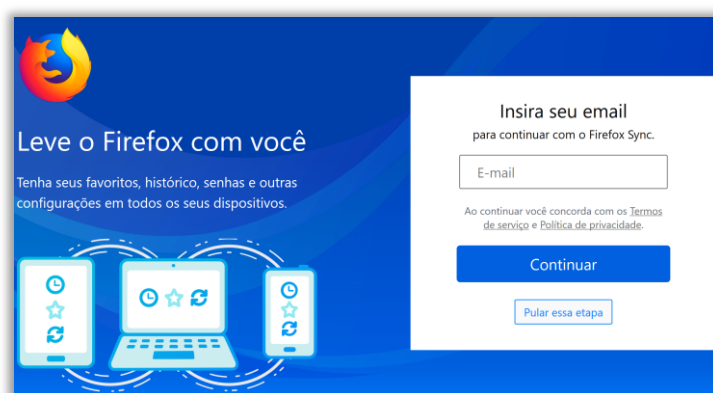 Leve o Firefox com você
Tenha seus favoritos, histórico, senhas e outras
configurações em todos os seus dispositivos.
Insira seu email
para continuar com o Firefox Sync.
E-mail
Ao continuar você concorda com os Termos
de serviço e Política de privacidade.
Continuar
Pular essa etapa